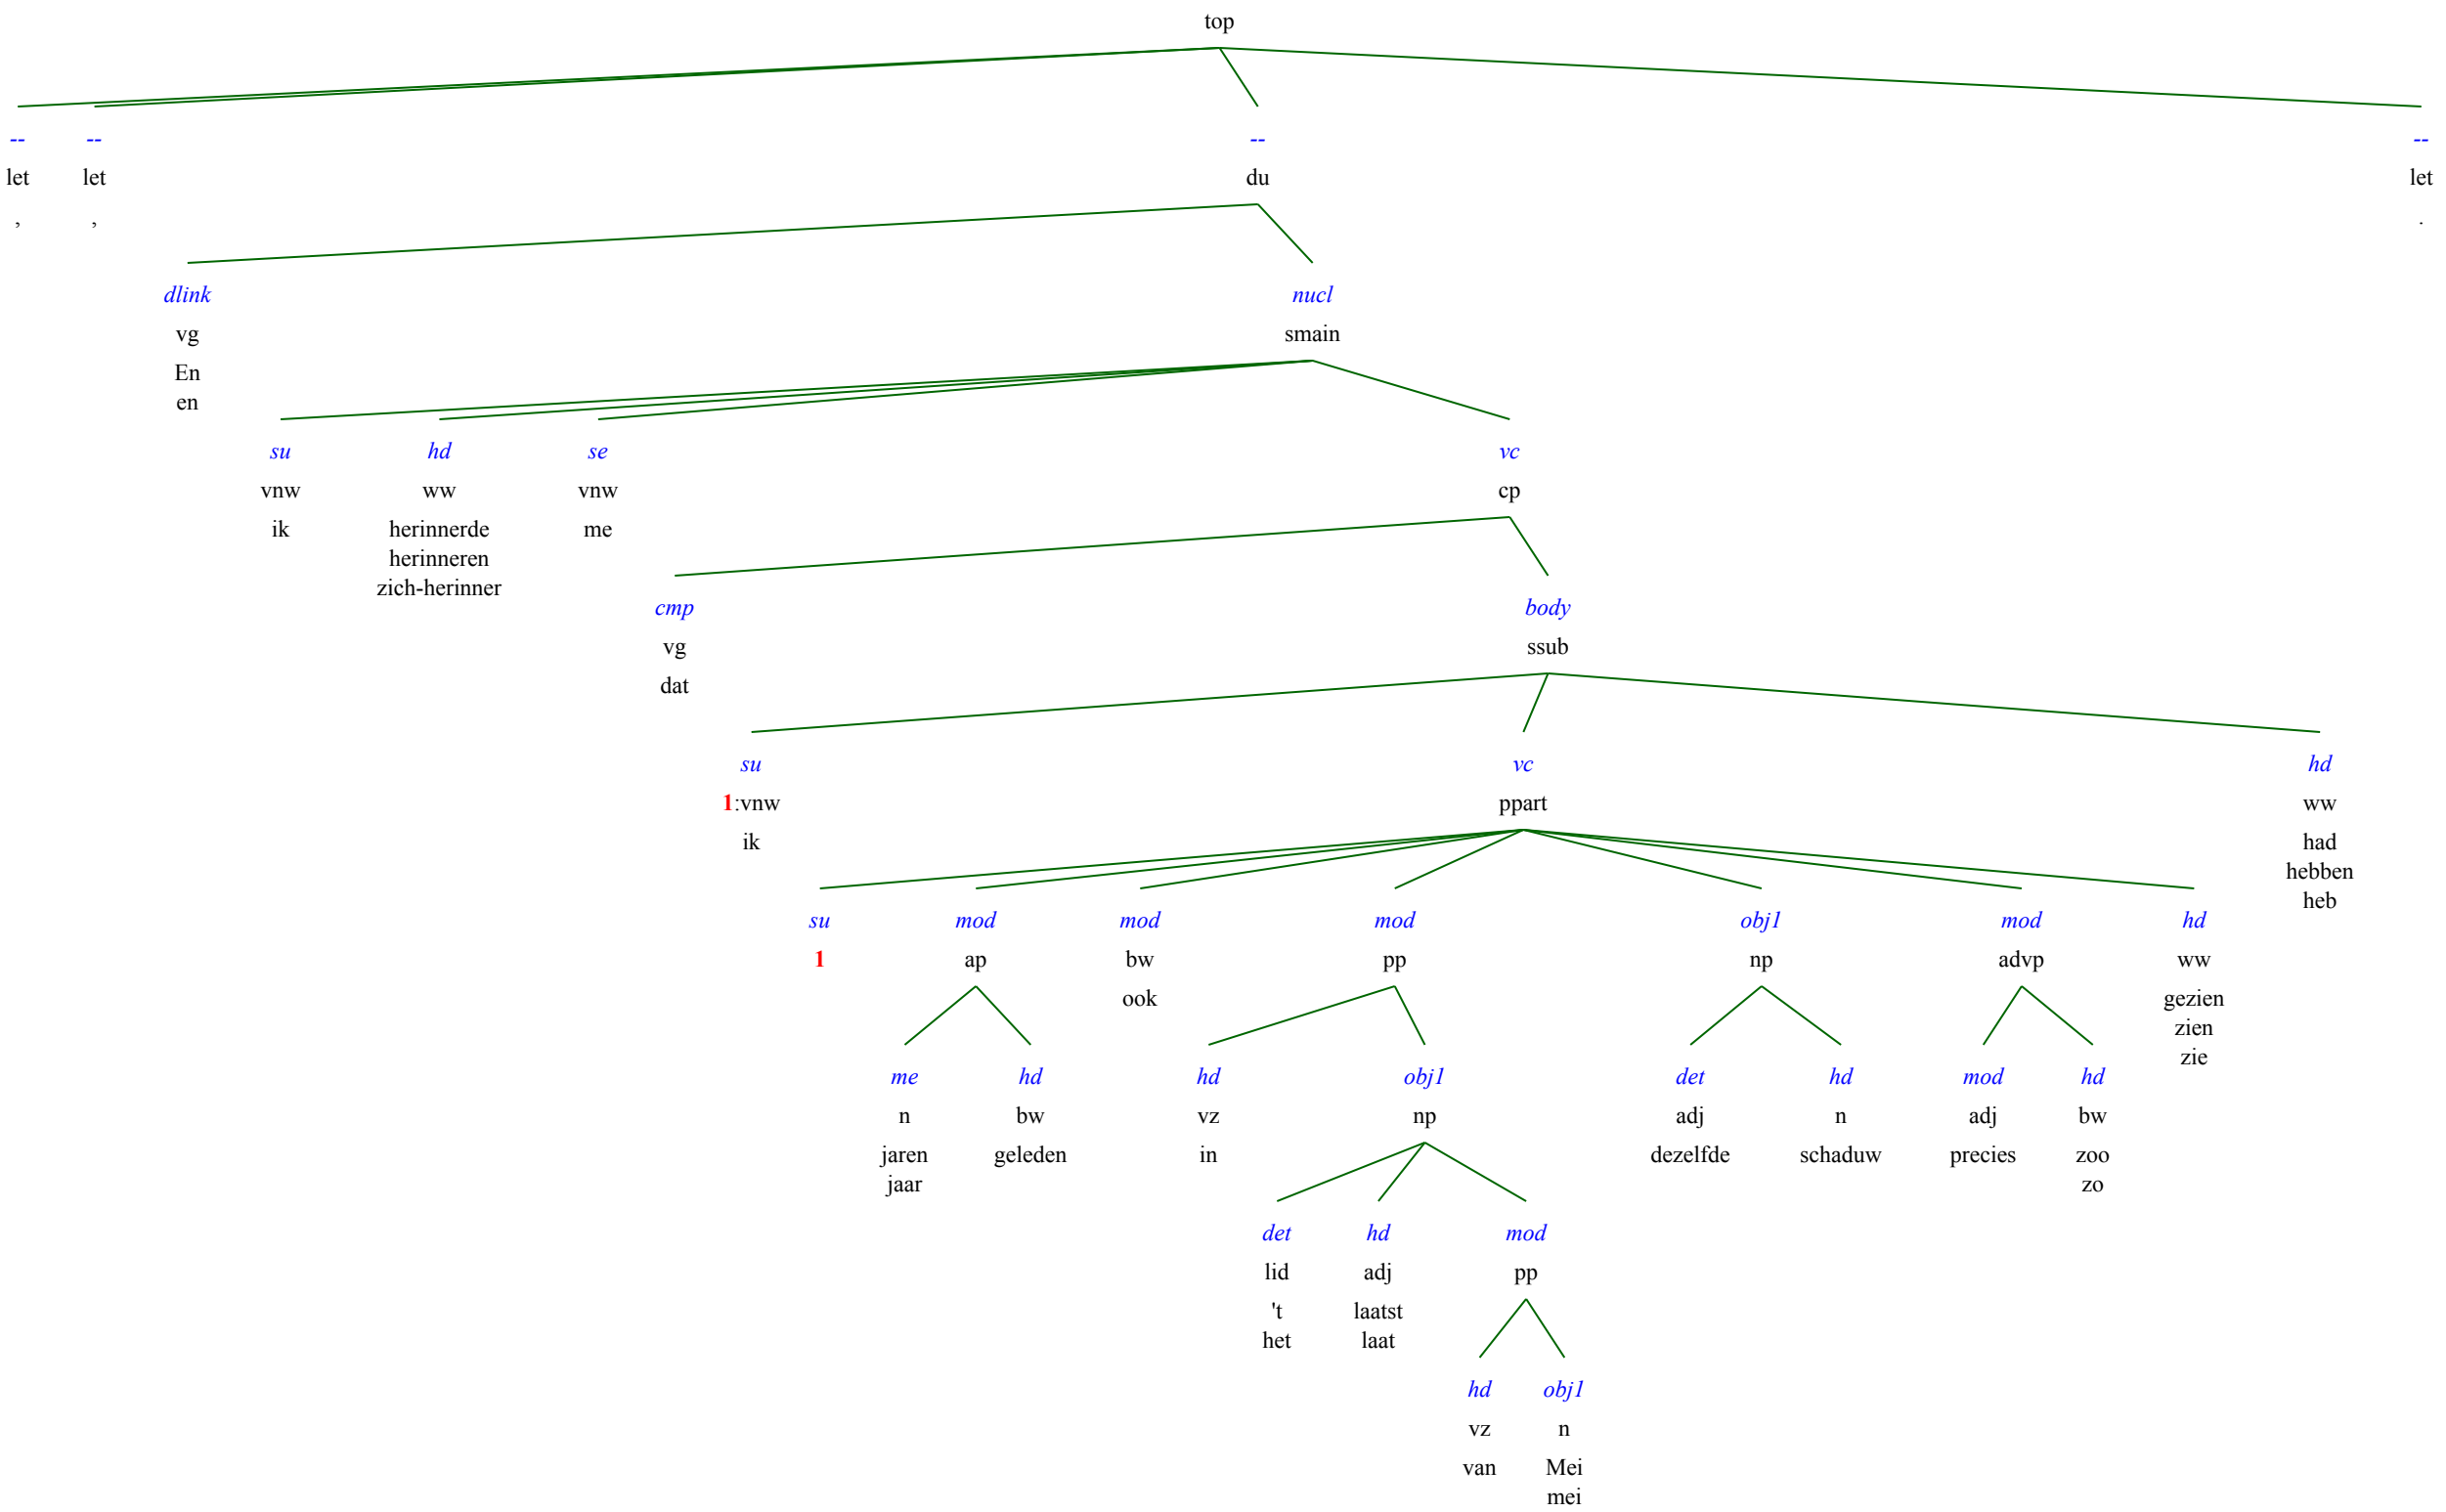 top
-- -- -- --
let let du let
, , .
dlink nucl
vg smain
En
en
su hd se vc
vnw ww vnw cp
ik herinnerde me
herinneren
zich-herinner
cmp body
vg ssub
dat
su vc hd
1:vnw ppart ww
ik had
hebben
heb
su mod mod mod obj1 mod hd
1 ap bw pp np advp ww
ook gezien
zien
zie
me hd hd obj1 det hd mod hd
n bw vz np adj n adj bw
jaren geleden in dezelfde schaduw precies zoo
jaar zo
det hd mod
lid adj pp
't laatst
het laat
hd obj1
vz n
van Mei
mei